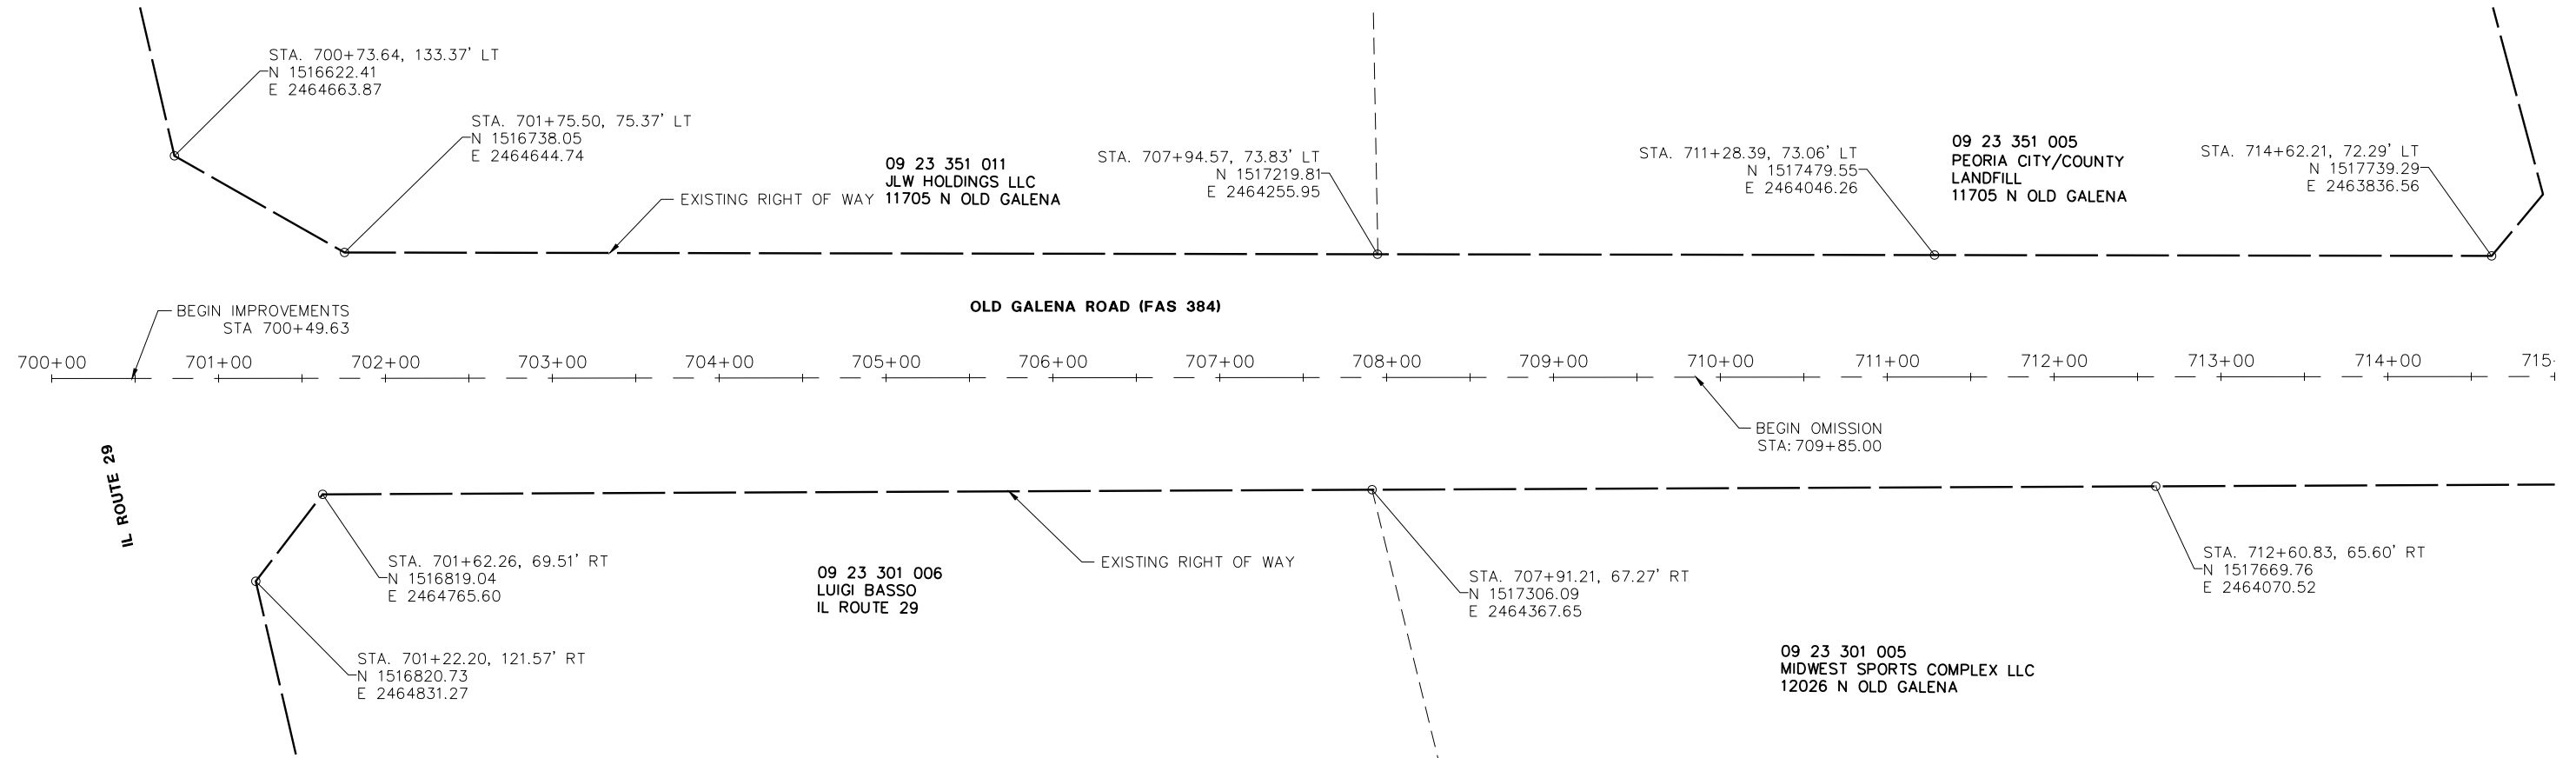 STA. 700+73.64, 133.37' LT
N 1516622.41
E 2464663.87
STA. 701+75.50, 75.37' LT
N 1516738.05
E 2464644.74
EXISTING RIGHT OF WAY
09 23 351 011
JLW HOLDINGS LLC
11705 N OLD GALENA
STA. 707+94.57, 73.83' LT
N 1517219.81
E 2464255.95
STA. 711+28.39, 73.06' LT
N 1517479.55
E 2464046.26
09 23 351 005
PEORIA CITY/COUNTY
LANDFILL
11705 N OLD GALENA
STA. 714+62.21, 72.29' LT
N 1517739.29
E 2463836.56
BEGIN IMPROVEMENTS
STA 700+49.63
OLD GALENA ROAD (FAS 384)
700+00 701+00 702+00 703+00 704+00 705+00 706+00 707+00 708+00 709+00 710+00 711+00 712+00 713+00 714+00 715-
BEGIN OMISSION
STA: 709+85.00
IL ROUTE 29
STA. 701+62.26, 69.51' RT
N 1516819.04
E 2464765.60
STA. 701+22.20, 121.57' RT
N 1516820.73
E 2464831.27
09 23 301 006
LUIGI BASSO
IL ROUTE 29
EXISTING RIGHT OF WAY
STA. 707+91.21, 67.27' RT
N 1517306.09
E 2464367.65
09 23 301 005
MIDWEST SPORTS COMPLEX LLC
12026 N OLD GALENA
STA. 712+60.83, 65.60' RT
N 1517669.76
E 2464070.52